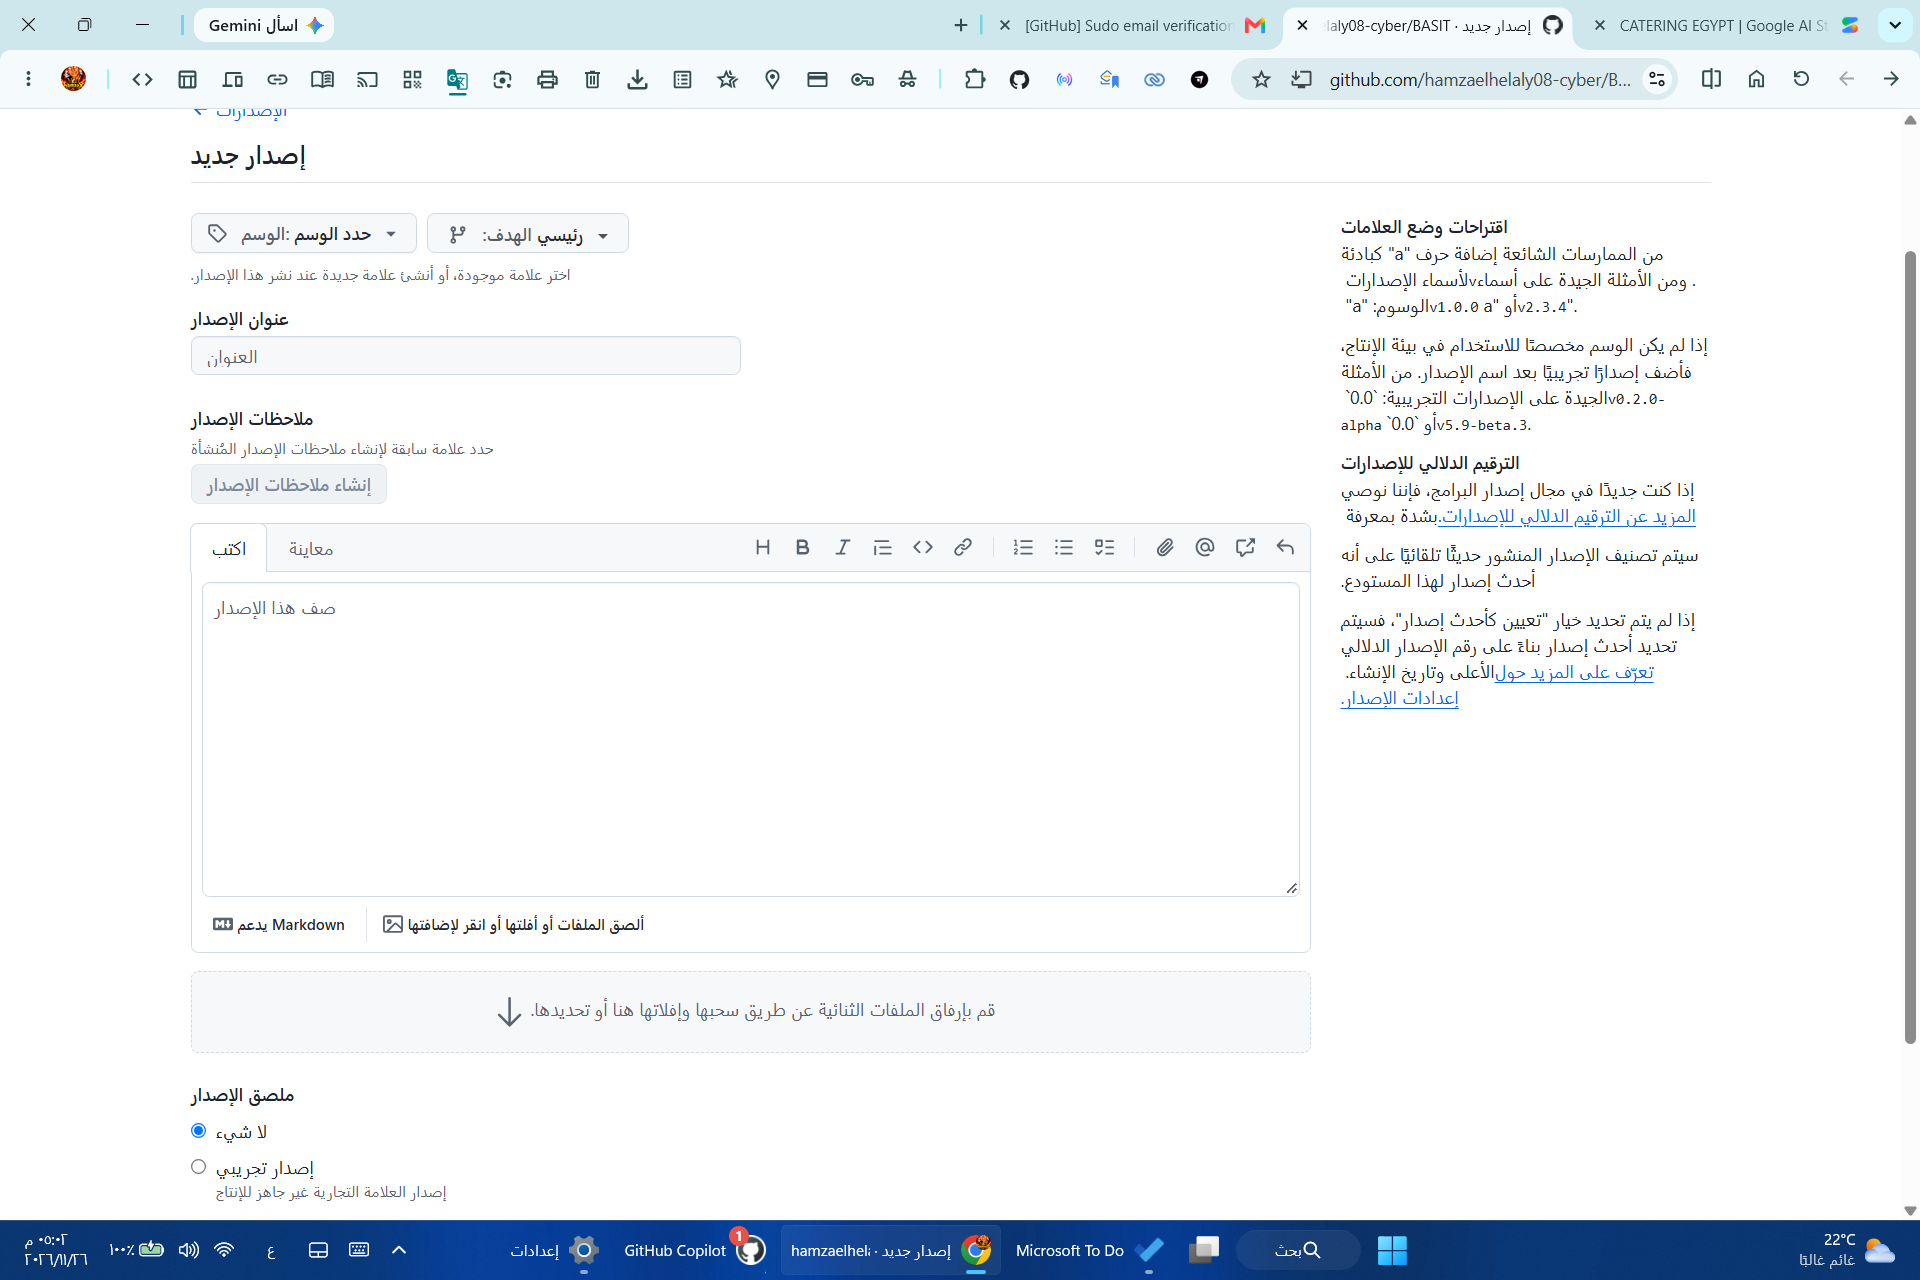 اسأل Gemini
[GitHub] Sudo email verification
إصدار جديد · elaly08-cyber/BASIT
CATERING EGYPT | Google AI St
github.com/hamzaelhelaly08-cyber/B...
الإصدارات
إصدار جديد
حدد الوسم :الوسم
رئيسي الهدف:
اختر علامة موجودة، أو أنشئ علامة جديدة عند نشر هذا الإصدار.
عنوان الإصدار
العنوان
ملاحظات الإصدار
حدد علامة سابقة لإنشاء ملاحظات الإصدار المُنشأة
إنشاء ملاحظات الإصدار
اكتب
معاينة
صف هذا الإصدار
يدعم Markdown
ألصق الملفات أو أفلتها أو انقر لإضافتها
قم بإرفاق الملفات الثنائية عن طريق سحبها وإفلاتها هنا أو تحديدها.
ملصق الإصدار
لا شيء
إصدار تجريبي
إصدار العلامة التجارية غير جاهز للإنتاج
اقتراحات وضع العلامات
من الممارسات الشائعة إضافة حرف "a" كبادئة
لأسماء الإصداراتv. ومن الأمثلة الجيدة على أسماء
الوسوم: "a"v1.0.0 أو "av2.3.4".
إذا لم يكن الوسم مخصصًا للاستخدام في بيئة الإنتاج،
فأضف إصدارًا تجريبيًا بعد اسم الإصدار. من الأمثلة
الجيدة على الإصدارات التجريبية: `0.0`v0.2.0-
alpha أو `0.0`v5.9-beta.3.
الترقيم الدلالي للإصدارات
إذا كنت جديدًا في مجال إصدار البرامج، فإننا نوصي
بشدة بمعرفة المزيد عن الترقيم الدلالي للإصدارات.
سيتم تصنيف الإصدار المنشور حديثًا تلقائيًا على أنه
أحدث إصدار لهذا المستودع.
إذا لم يتم تحديد خيار "تعيين كأحدث إصدار"، فسيتم
تحديد أحدث إصدار بناءً على رقم الإصدار الدلالي
الأعلى وتاريخ الإنشاء. تعرّف على المزيد حول
إعدادات الإصدار.
٠٥:٠٢ م
٢٠٢٦/١/٢٦
١٠٠٪
ع
إعدادات
GitHub Copilot
1
إصدار جديد · hamzaelhel
Microsoft To Do
بحث
22°C
غائم غالبًا